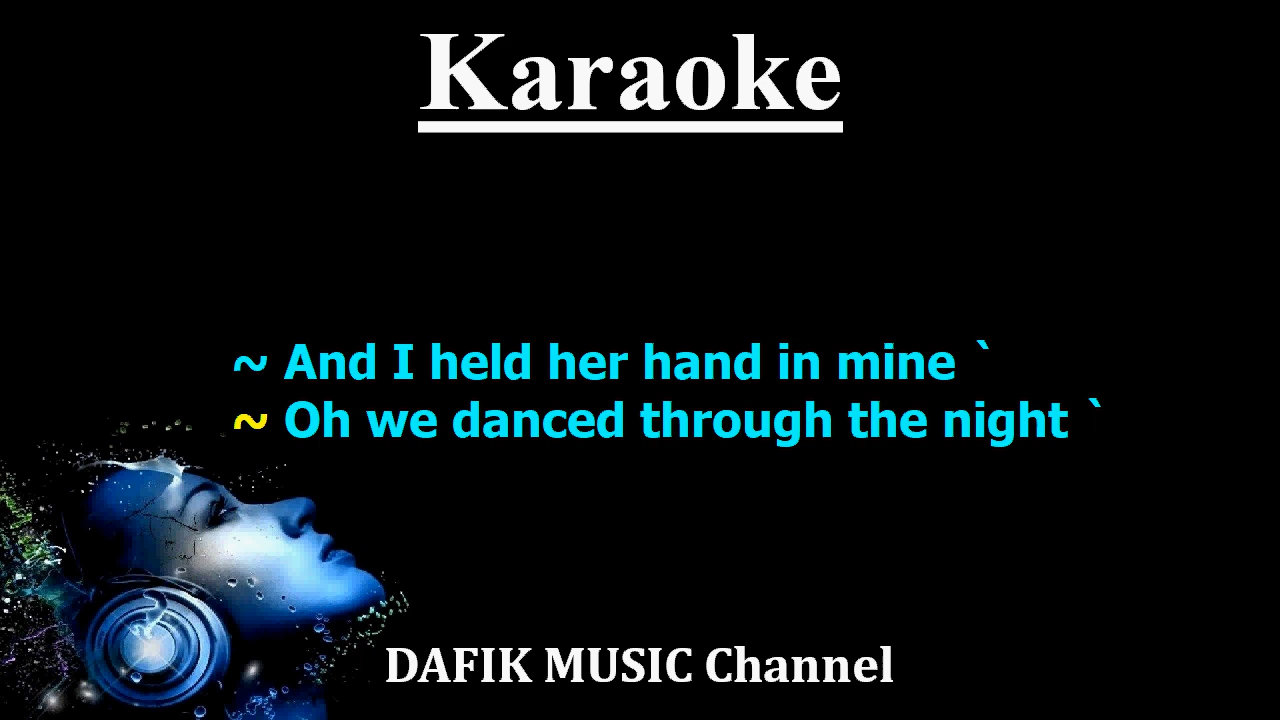 Karaoke
~ And I held her hand in mine `
~ Oh we danced through the night `
DAFIK MUSIC Channel